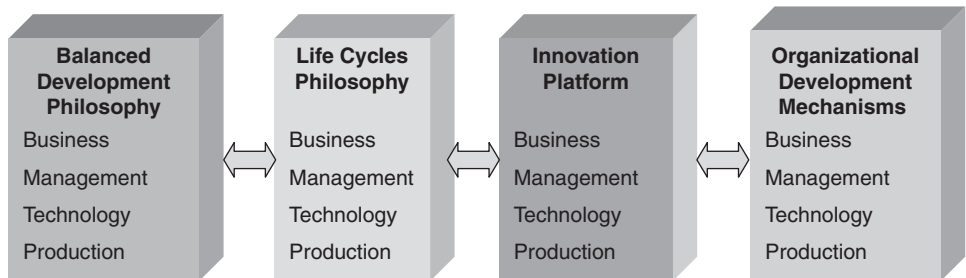 Balanced
Development
Philosophy
Business
Management
Technology
Production
Life Cycles
Philosophy
Business
Management
Technology
Production
Innovation
Platform
Business
Management
Technology
Production
Organizational
Development
Mechanisms
Business
Management
Technology
Production